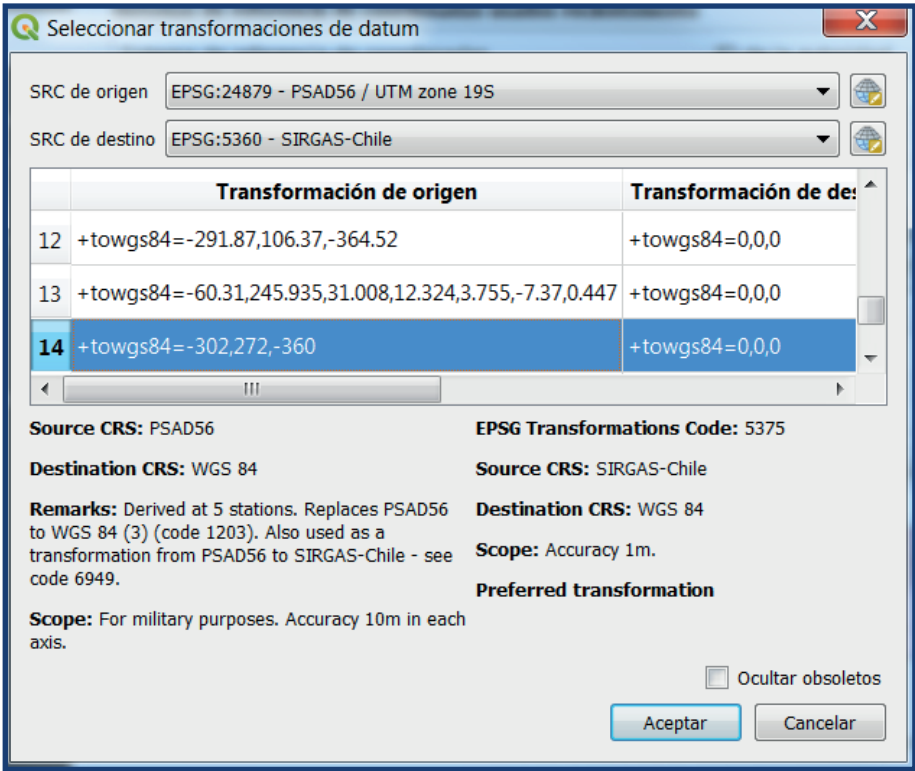 Seleccionar transformaciones de datum
SRC de origen EPSG:24879 - PSAD56 / UTM zone 19S
SRC de destino EPSG:5360 - SIRGAS-Chile
Transformación de origen Transformación de des
12 +towgs84=-291.87,106.37,-364.52 +towgs84=0,0,0
13 +towgs84=-60.31,245.935,31.008,12.324,3.755,-7.37,0.447 +towgs84=0,0,0
14 +towgs84=-302,272,-360 +towgs84=0,0,0
Source CRS: PSAD56
Destination CRS: WGS 84
Remarks: Derived at 5 stations. Replaces PSAD56
to WGS 84 (3) (code 1203). Also used as a
transformation from PSAD56 to SIRGAS-Chile - see
code 6949.
Scope: For military purposes. Accuracy 10m in each
axis.
EPSG Transformations Code: 5375
Source CRS: SIRGAS-Chile
Destination CRS: WGS 84
Scope: Accuracy 1m.
Preferred transformation
Ocultar obsoletos
Aceptar Cancelar